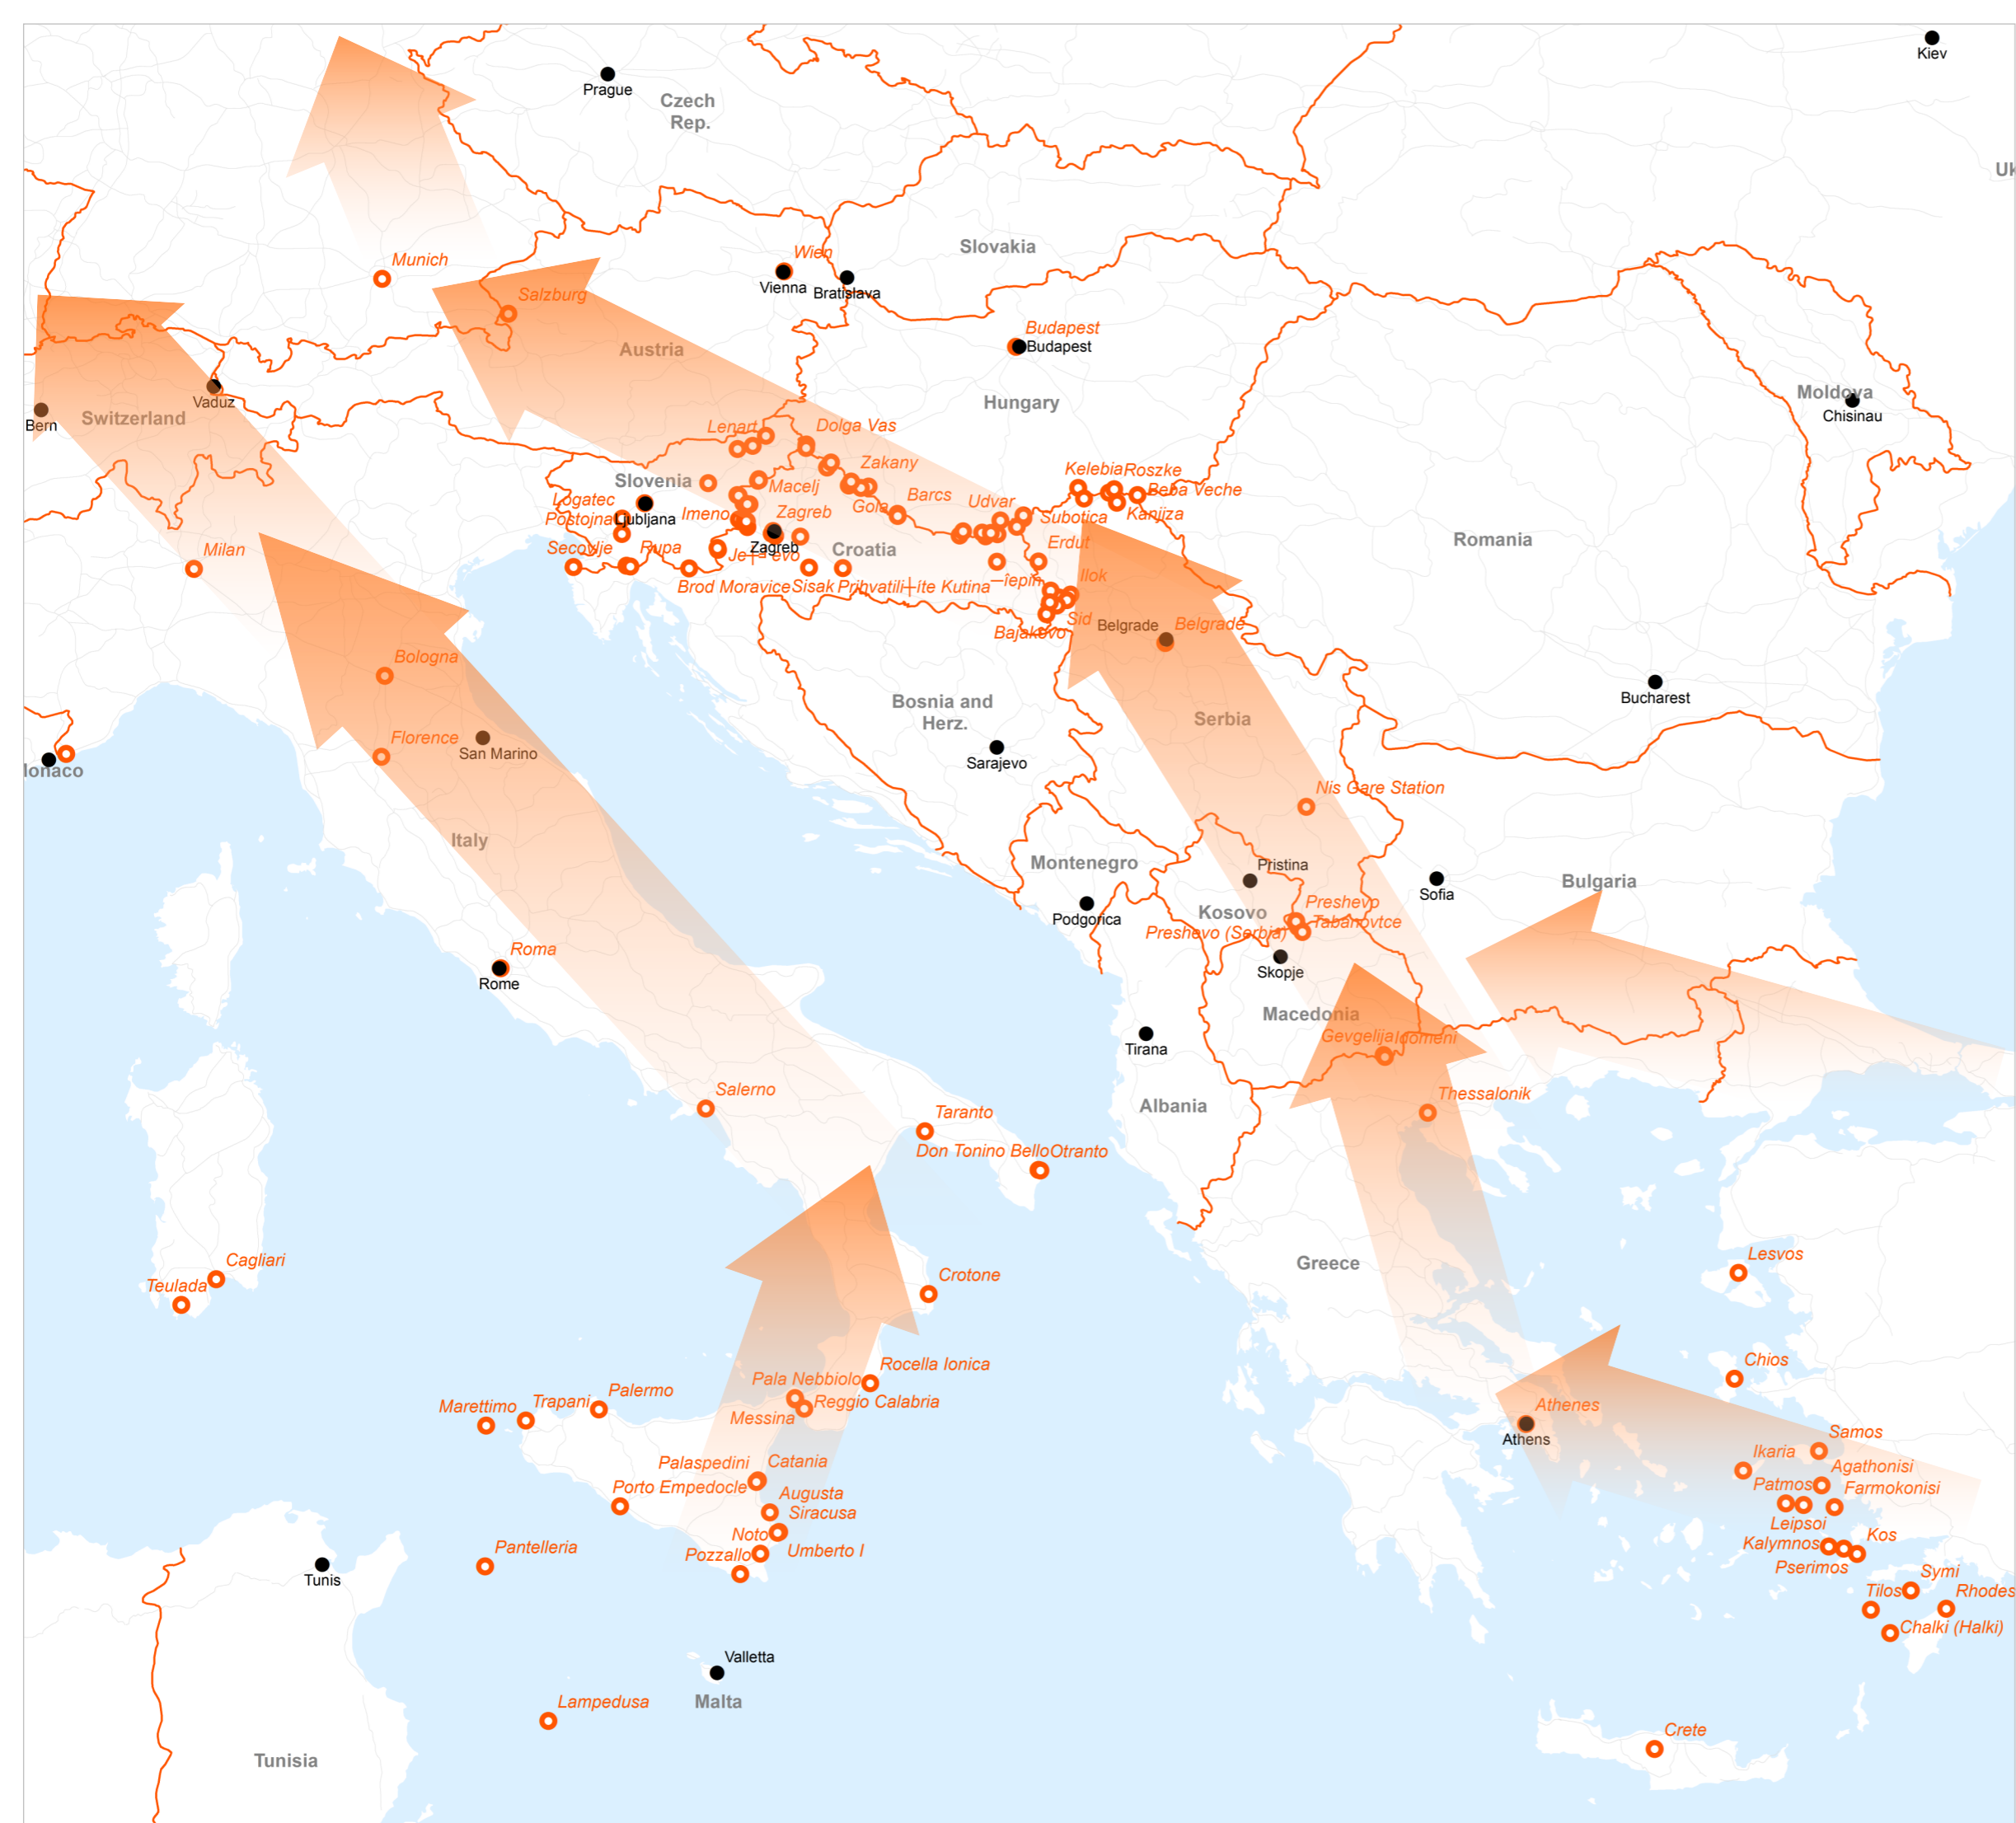 Kiev
Prague
Czech
Rep.
Uk
Slovakia
Munich
Wien
Vienna
Bratislava
Salzburg
Budapest
Budapest
Austria
Vaduz
Bern
Switzerland
Hungary
Moldova
Chisinau
Lenart
Dolga Vas
Zakany
Slovenia
Macelj
Kelebia
Roszke
Beba Veche
Logatec
Postojna
Ljubljana
Imeno
Zagreb
Gola
Barcs
Udvar
Subotica
Kanjiza
Milan
Secovlje
Rupa
Zagreb
Croatia
Erdut
Romania
Brod Moravice
Sisak
Prihvatili┼ite Kutina
─îepin
Ilok
Sid
Bajakovo
Belgrade
Belgrade
Bologna
Bucharest
Bosnia and
Herz.
Serbia
Florence
San Marino
Sarajevo
lonaco
Nis Gare Station
Italy
Montenegro
Pristina
Sofia
Bulgaria
Podgorica
Kosovo
Preshevo
Tabanovtce
Preshevo (Serbia)
Roma
Rome
Skopje
Macedonia
Tirana
Gevgelija
Idomeni
Salerno
Thessalonik
Albania
Taranto
Don Tonino Bello
Otranto
Cagliari
Teulada
Greece
Lesvos
Crotone
Rocella Ionica
Chios
Pala Nebbiolo
Reggio Calabria
Messina
Marettimo
Trapani
Palermo
Athenes
Athens
Samos
Ikaria
Agathonisi
Patmos
Farmokonisi
Leipsoi
Palaspedini
Catania
Porto Empedocle
Augusta
Siracusa
Noto
Umberto I
Pozzallo
Kalymnos
Kos
Pserimos
Pantelleria
Tunis
Symi
Tilos
Rhodes
Chalki (Halki)
Valletta
Malta
Lampedusa
Crete
Tunisia